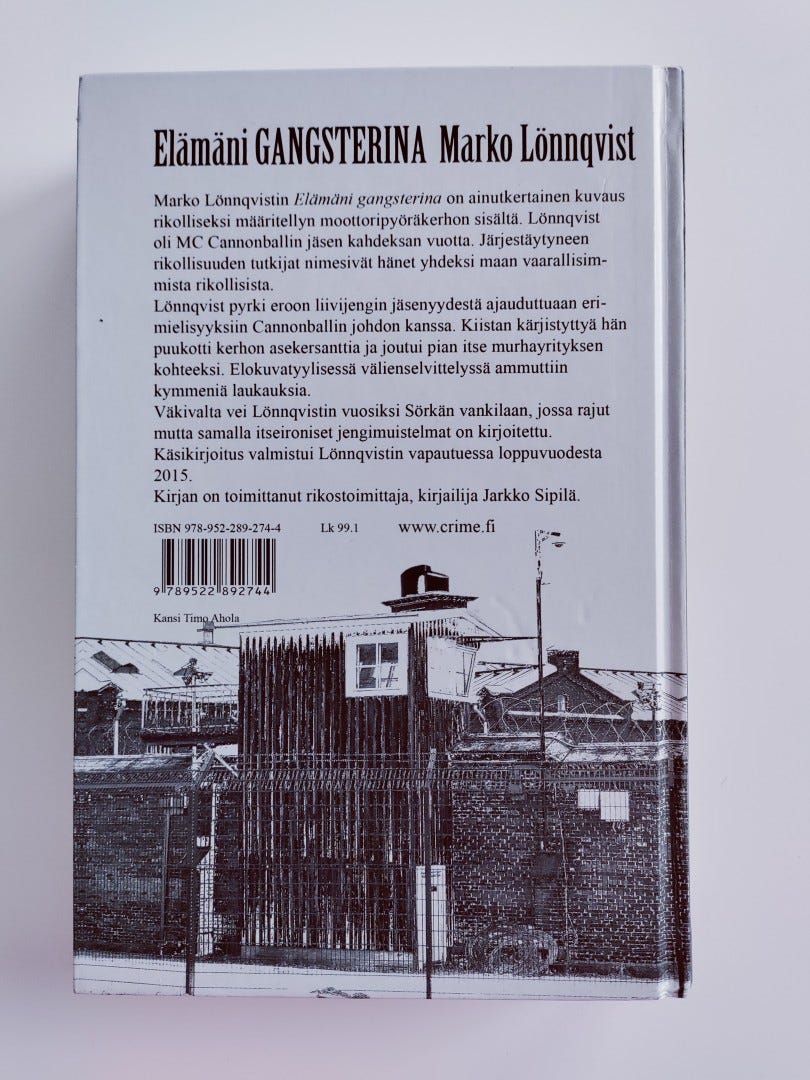 Elämäni GANGSTERINA Marko Lönnqvist
Marko Lönnqvistin Elämäni gangsterina on ainutkertainen kuvaus
rikolliseksi määritellyn moottoripyöräkerhon sisältä. Lönnqvist
oli MC Cannonballin jäsen kahdeksan vuotta. Järjestäytyneen
rikollisuuden tutkijat nimesivät hänet yhdeksi maan vaarallisim-
mista rikollisista.
Lönnqvist pyrki eroon liivijengin jäsenyydestä ajauduttuaan eri-
mielisyyksiin Cannonballin johdon kanssa. Kiistan kärjistyttyä hän
puukotti kerhon asekersanttia ja joutui pian itse murhayrityksen
kohteeksi. Elokuvatyylisessä välienselvittelyssä ammuttiin
kymmeniä laukauksia.
Väkivalta vei Lönnqvistin vuosiksi Sörkän vankilaan, jossa rajut
mutta samalla itseironiset jengimuistelmat on kirjoitettu.
Käsikirjoitus valmistui Lönnqvistin vapautuessa loppuvuodesta
2015.
Kirjan on toimittanut rikostoimittaja, kirjailija Jarkko Sipilä.
ISBN 978-952-289-274-4 Lk 99.1 www.crime.fi
9 789522 892744
Kansi Timo Ahola